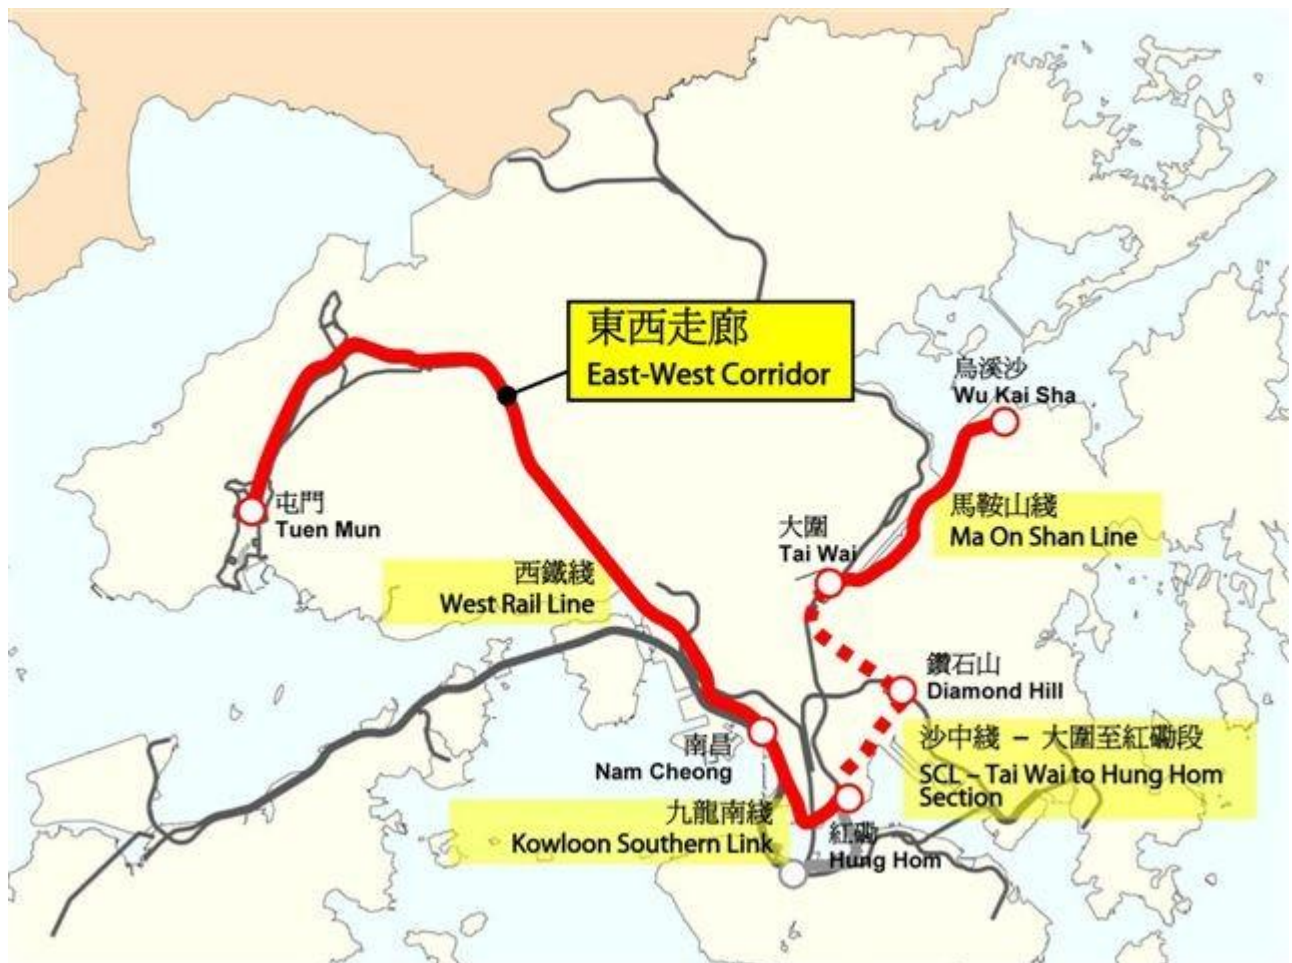 東西走廊
East-West Corridor
烏溪沙
Wu Kai Sha
馬鞍山綫
Ma On Shan Line
屯門
Tuen Mun
大圍
Tai Wai
西鐵綫
West Rail Line
鑽石山
Diamond Hill
沙中綫 – 大圍至紅磡段
SCL – Tai Wai to Hung Hom
Section
南昌
Nam Cheong
九龍南綫
Kowloon Southern Link
紅磡
Hung Hom